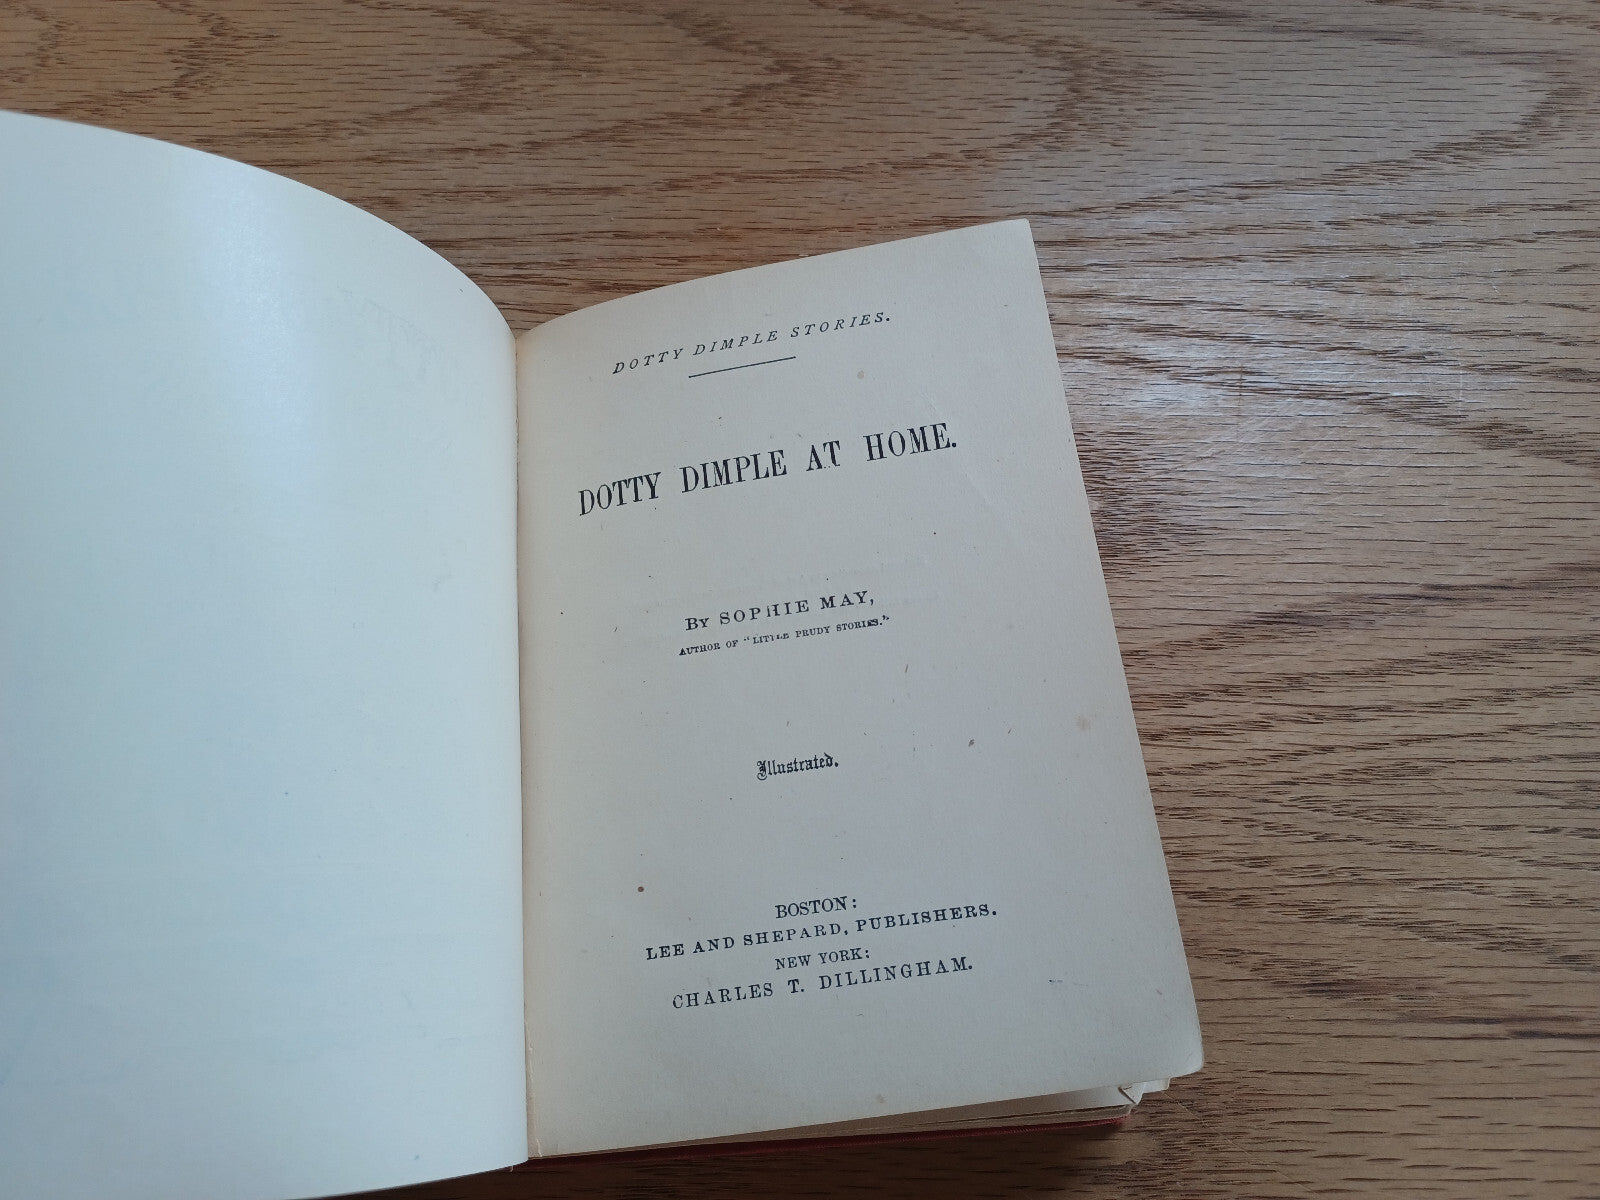 DOTTY DIMPLE STORIES.
DOTTY DIMPLE AT HOME.
BY SOPHIE MAY,
AUTHOR OF "LITTLE PRUDY STORIES."
Illustrated.
BOSTON:
LEE AND SHEPARD, PUBLISHERS.
NEW YORK:
CHARLES T. DILLINGHAM.